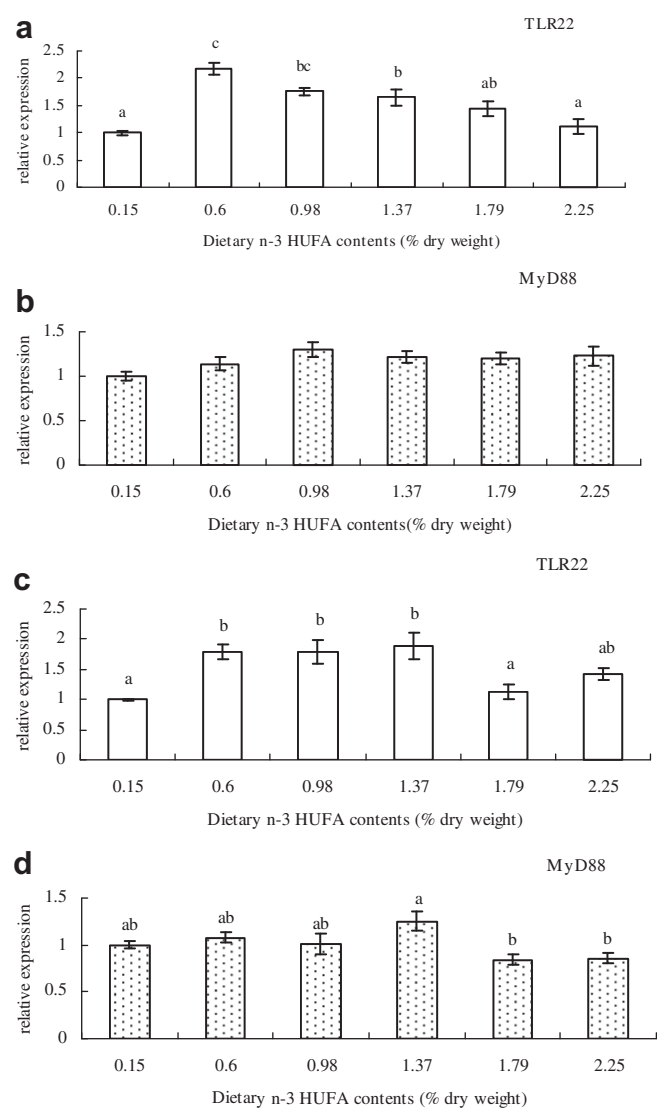 a
TLR22
relative expression
2.5
2
1.5
1
0.5
0
a
c
bc
b
ab
a
0.15 0.6 0.98 1.37 1.79 2.25
Dietary n-3 HUFA contents (% dry weight)
b
MyD88
relative expression
1.5
1
0.5
0
0.15 0.6 0.98 1.37 1.79 2.25
Dietary n-3 HUFA contents(% dry weight)
c
TLR22
relative expression
2.5
2
1.5
1
0.5
0
a
b
b
b
a
ab
0.15 0.6 0.98 1.37 1.79 2.25
Dietary n-3 HUFA contents (% dry weight)
d
MyD88
relative expression
1.5
1
0.5
0
ab
ab
ab
a
b
b
0.15 0.6 0.98 1.37 1.79 2.25
Dietary n-3 HUFA contents (% dry weight)